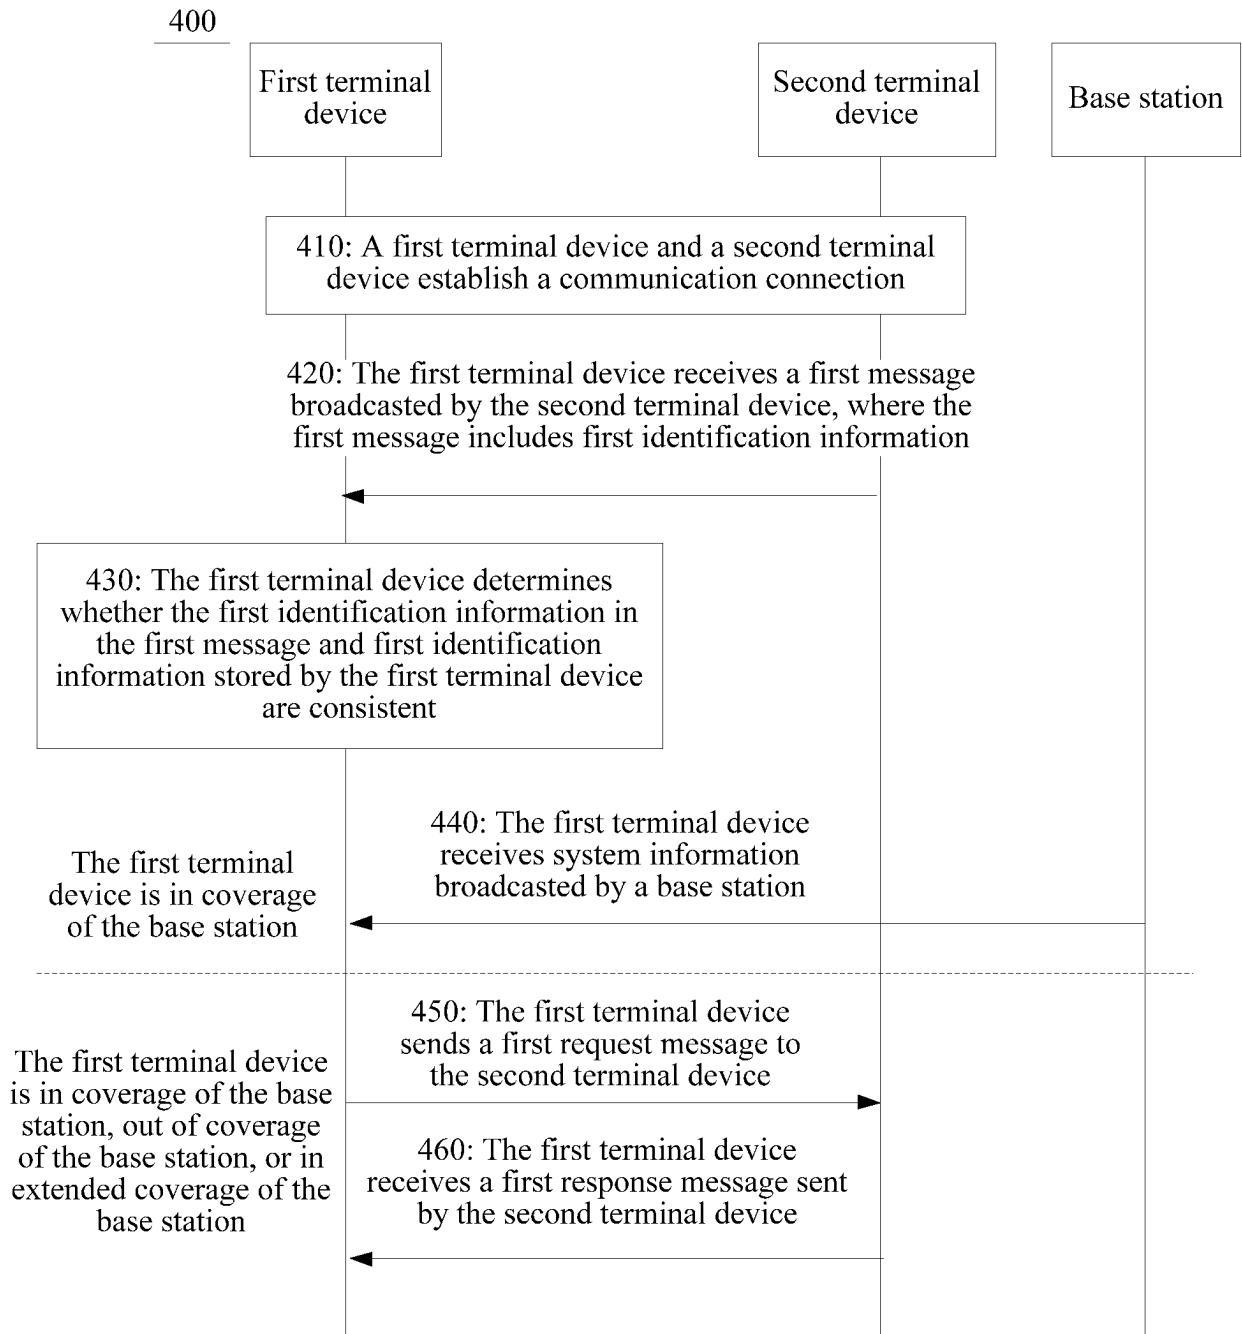 400
First terminal
device
Second terminal
device
Base station
410: A first terminal device and a second terminal
device establish a communication connection
420: The first terminal device receives a first message
broadcasted by the second terminal device, where the
first message includes first identification information
430: The first terminal device determines
whether the first identification information in
the first message and first identification
information stored by the first terminal device
are consistent
440: The first terminal device
receives system information
broadcasted by a base station
The first terminal
device is in coverage
of the base station
450: The first terminal device
sends a first request message to
the second terminal device
The first terminal device
is in coverage of the base
station, out of coverage
of the base station, or in
extended coverage of the
base station
460: The first terminal device
receives a first response message sent
by the second terminal device